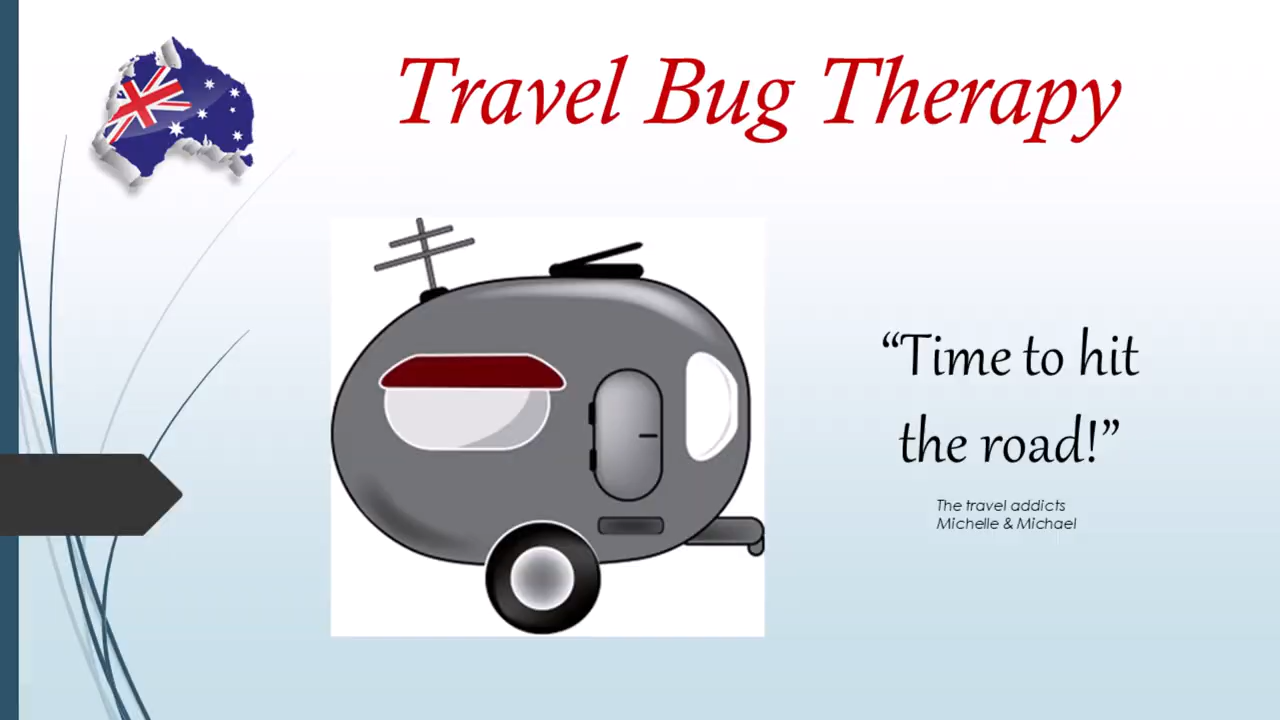 Travel Bug Therapy
“Time to hit
the road!”
The travel addicts
Michelle & Michael